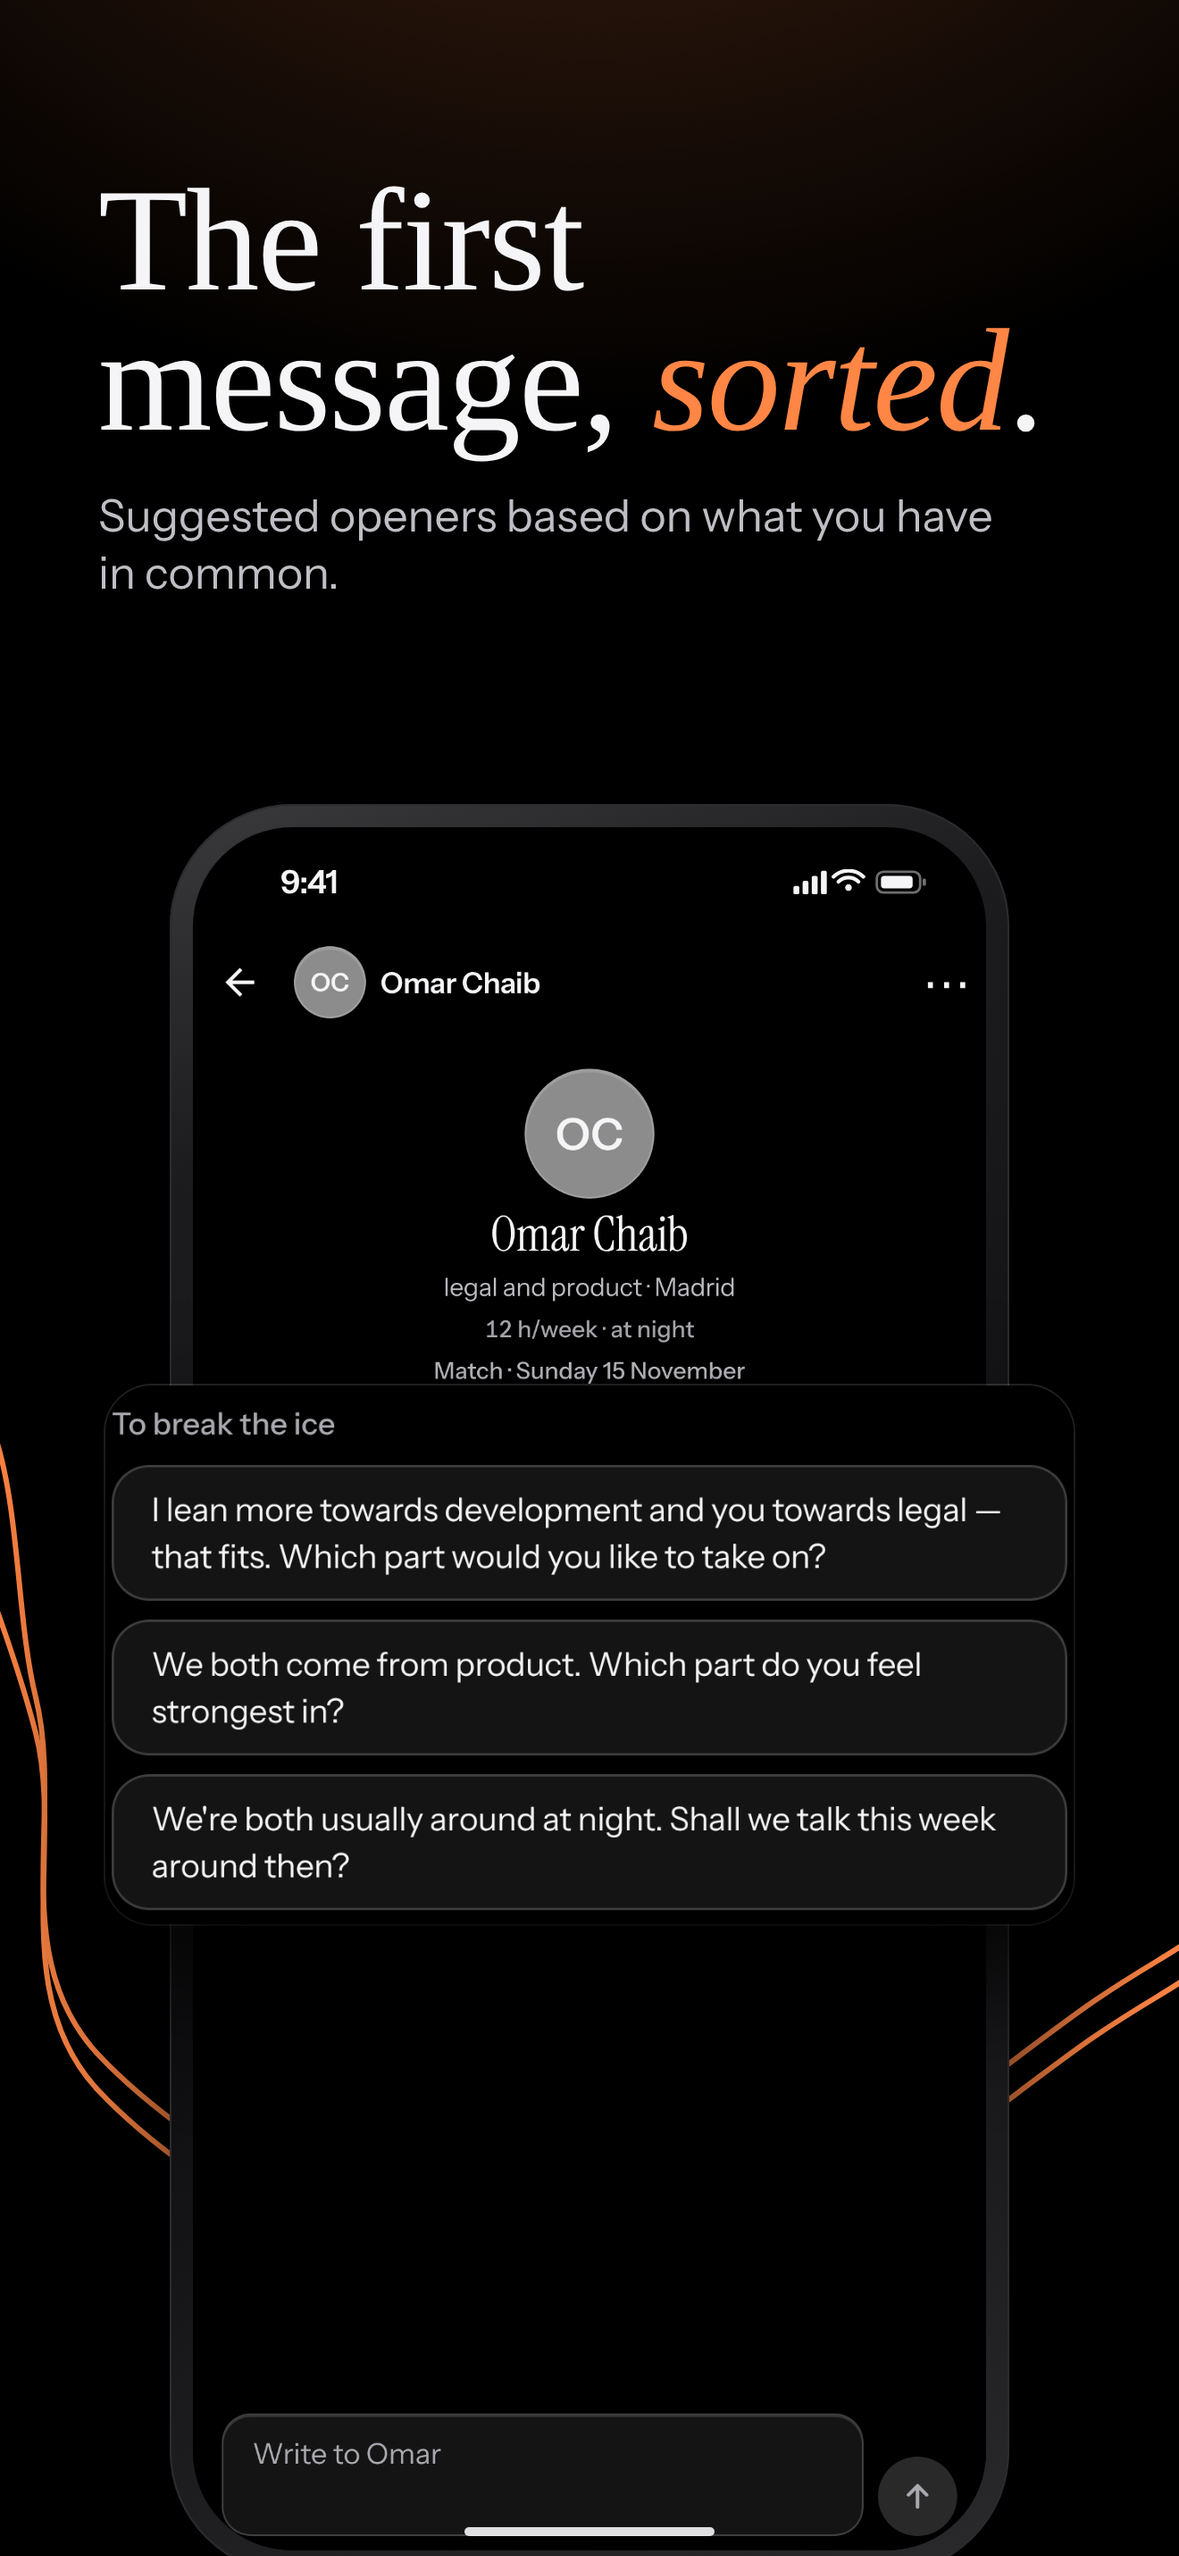 The first
message, sorted.
Suggested openers based on what you have
in common.
9:41
OC Omar Chaib
OC
Omar Chaib
legal and product · Madrid
12 h/week · at night
Match · Sunday 15 November
To break the ice
I lean more towards development and you towards legal —
that fits. Which part would you like to take on?
We both come from product. Which part do you feel
strongest in?
We're both usually around at night. Shall we talk this week
around then?
Write to Omar